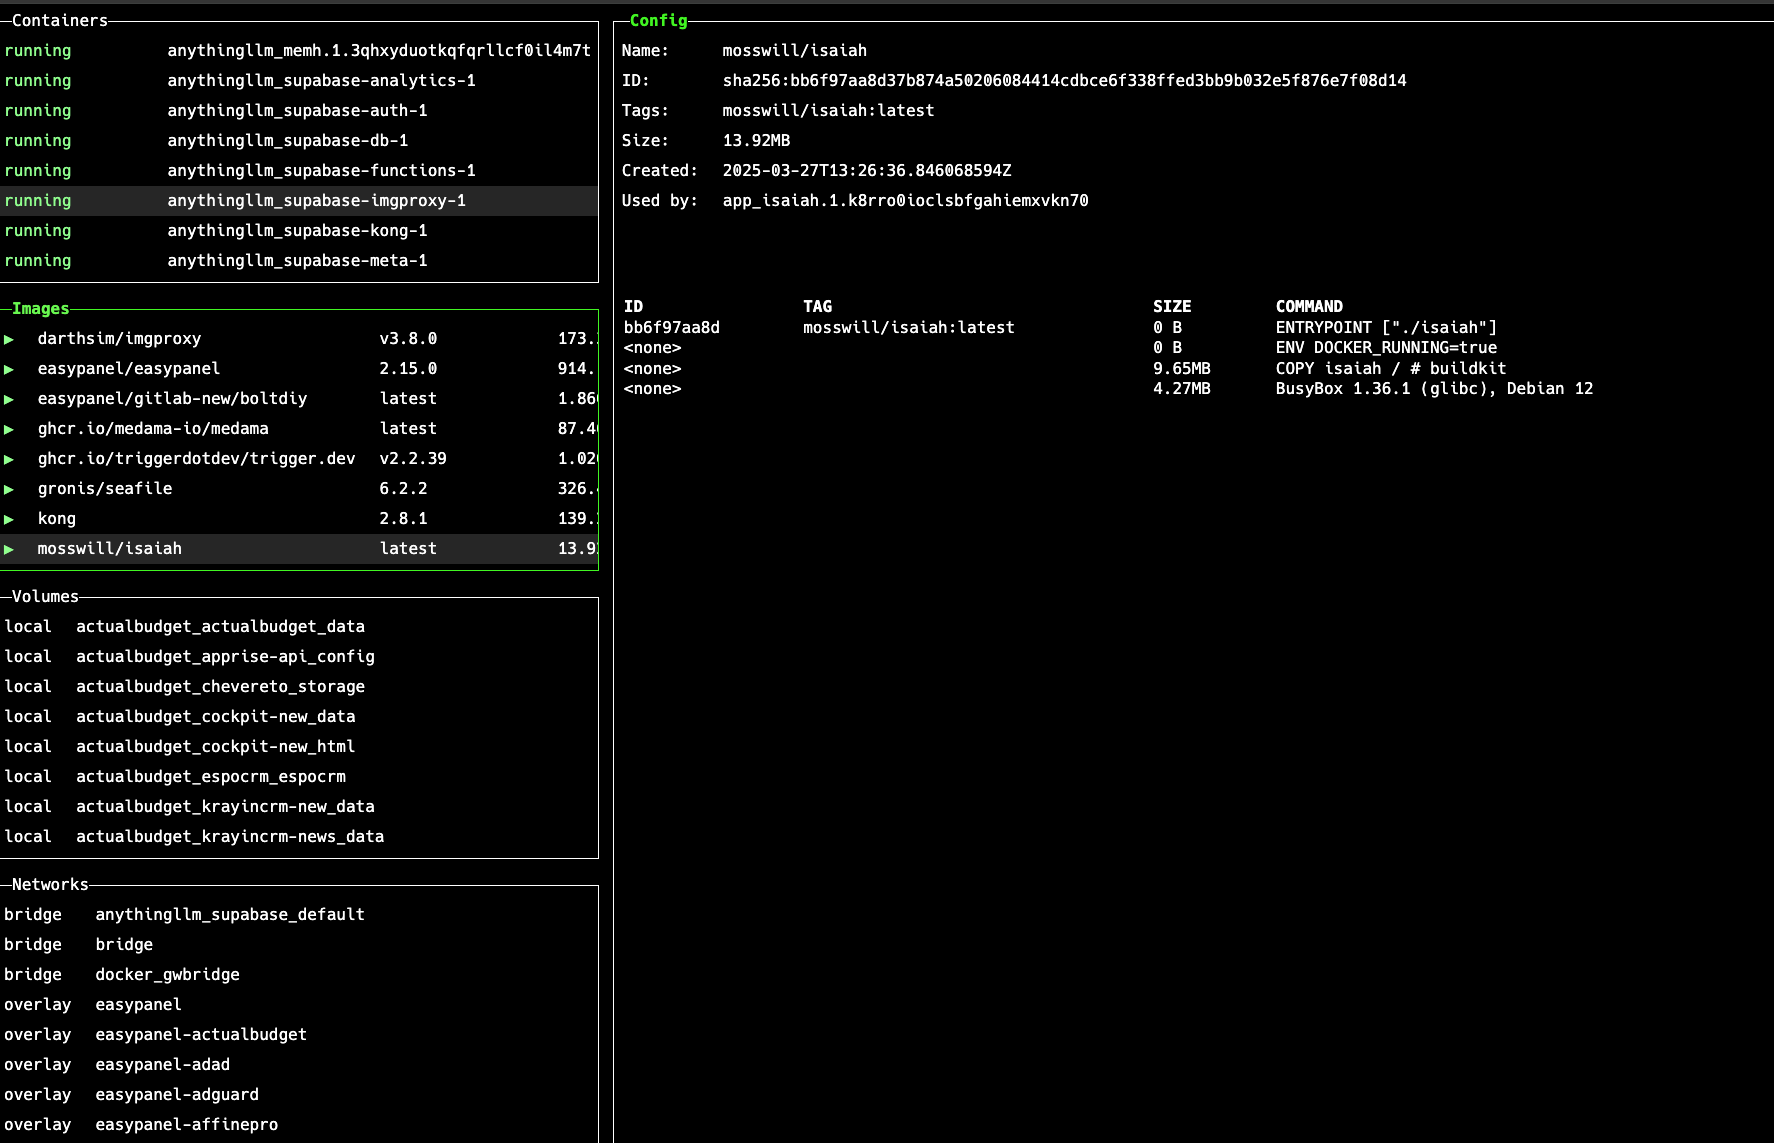 Containers
running anythingllm_memh.1.3qhxyduotkqfqrllcf0il4m7t
running anythingllm_supabase-analytics-1
running anythingllm_supabase-auth-1
running anythingllm_supabase-db-1
running anythingllm_supabase-functions-1
running anythingllm_supabase-imgproxy-1
running anythingllm_supabase-kong-1
running anythingllm_supabase-meta-1
Images
darthsim/imgproxy v3.8.0 173.
easypanel/easypanel 2.15.0 914.
easypanel/gitlab-new/boltdiy latest 1.86
ghcr.io/medama-io/medama latest 87.4
ghcr.io/triggerdotdev/trigger.dev v2.2.39 1.02
gronis/seafile 6.2.2 326.
kong 2.8.1 139.
mosswill/isaiah latest 13.9
Volumes
local actualbudget_actualbudget_data
local actualbudget_apprise-api_config
local actualbudget_chevereto_storage
local actualbudget_cockpit-new_data
local actualbudget_cockpit-new_html
local actualbudget_espocrm_espocrm
local actualbudget_krayincrm-new_data
local actualbudget_krayincrm-news_data
Networks
bridge anythingllm_supabase_default
bridge bridge
bridge docker_gwbridge
overlay easypanel
overlay easypanel-actualbudget
overlay easypanel-adad
overlay easypanel-adguard
overlay easypanel-affinepro
Config
Name: mosswill/isaiah
ID: sha256:bb6f97aa8d37b874a50206084414cdbce6f338ffed3bb9b032e5f876e7f08d14
Tags: mosswill/isaiah:latest
Size: 13.92MB
Created: 2025-03-27T13:26:36.846068594Z
Used by: app_isaiah.1.k8rro0ioclsbfgahiemxvkn70
ID TAG SIZE COMMAND
bb6f97aa8d mosswill/isaiah:latest 0 B ENTRYPOINT ["./isaiah"]
<none> 0 B ENV DOCKER_RUNNING=true
<none> 9.65MB COPY isaiah / # buildkit
<none> 4.27MB BusyBox 1.36.1 (glibc), Debian 12